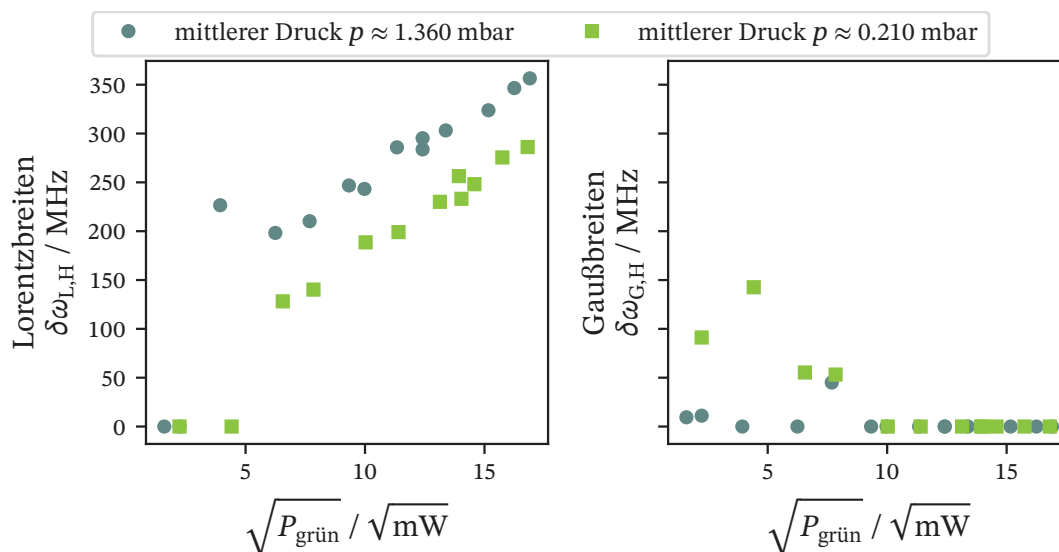 mittlerer Druck p ≈ 1.360 mbar
mittlerer Druck p ≈ 0.210 mbar
Lorentzbreiten
δω_L,H / MHz
350
300
250
200
150
100
50
0
5
10
15
√P_grün / √mW
Gaußbreiten
δω_G,H / MHz
5
10
15
√P_grün / √mW